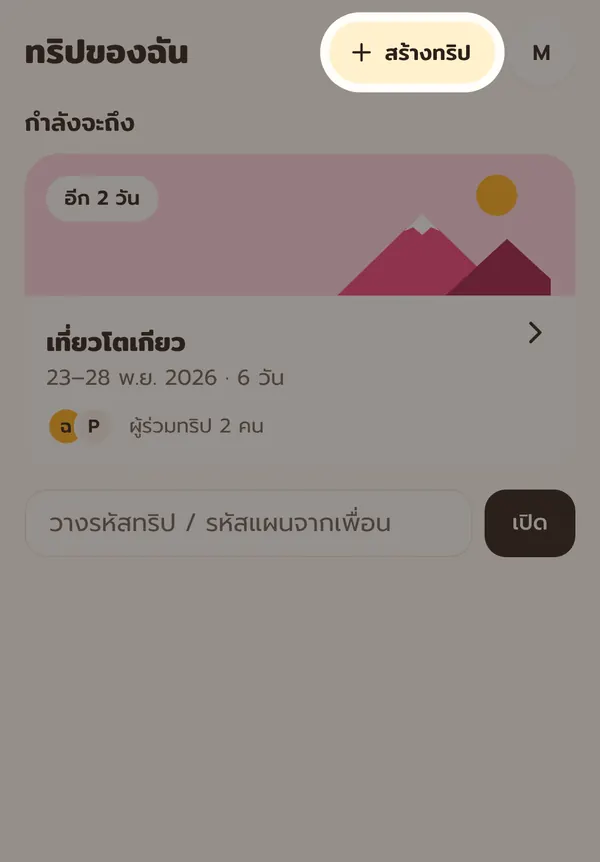 ทริปของฉัน
+ สร้างทริป
M
กำลังจะถึง
อีก 2 วัน
เที่ยวโตเกียว
23–28 พ.ย. 2026 · 6 วัน
ฉ P ผู้ร่วมทริป 2 คน
วางรหัสทริป / รหัสแผนจากเพื่อน
เปิด